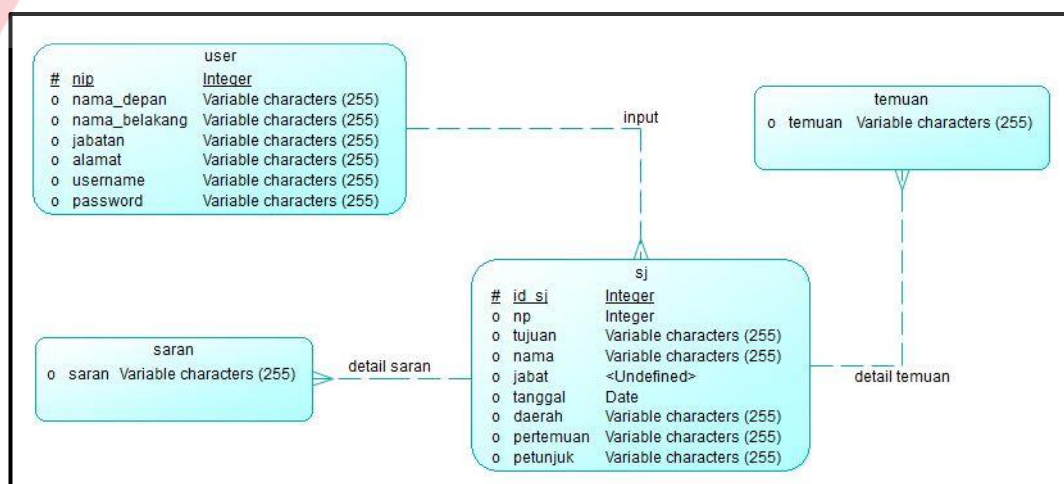 user
# nip Integer
o nama_depan Variable characters (255)
o nama_belakang Variable characters (255)
o jabatan Variable characters (255)
o alamat Variable characters (255)
o username Variable characters (255)
o password Variable characters (255)
input
temuan
o temuan Variable characters (255)
sj
# id_sj Integer
o np Integer
o tujuan Variable characters (255)
o nama Variable characters (255)
o jabat <Undefined>
o tanggal Date
o daerah Variable characters (255)
o pertemuan Variable characters (255)
o petunjuk Variable characters (255)
saran
o saran Variable characters (255)
detail saran
detail temuan